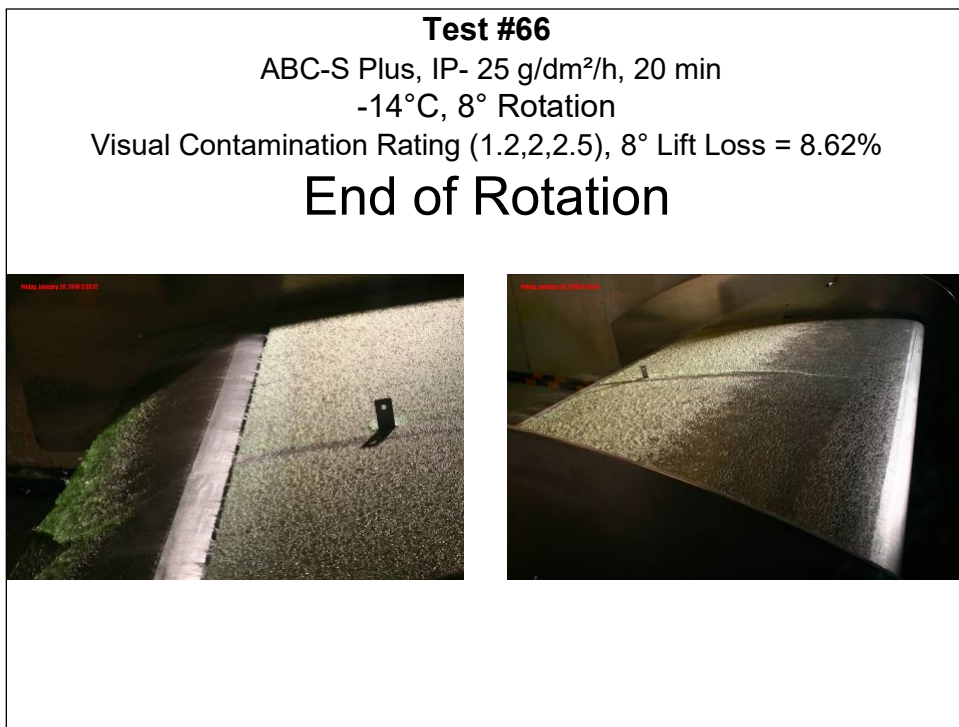 Test #66
ABC-S Plus, IP- 25 g/dm²/h, 20 min
-14°C, 8° Rotation
Visual Contamination Rating (1.2,2,2.5), 8° Lift Loss = 8.62%
End of Rotation